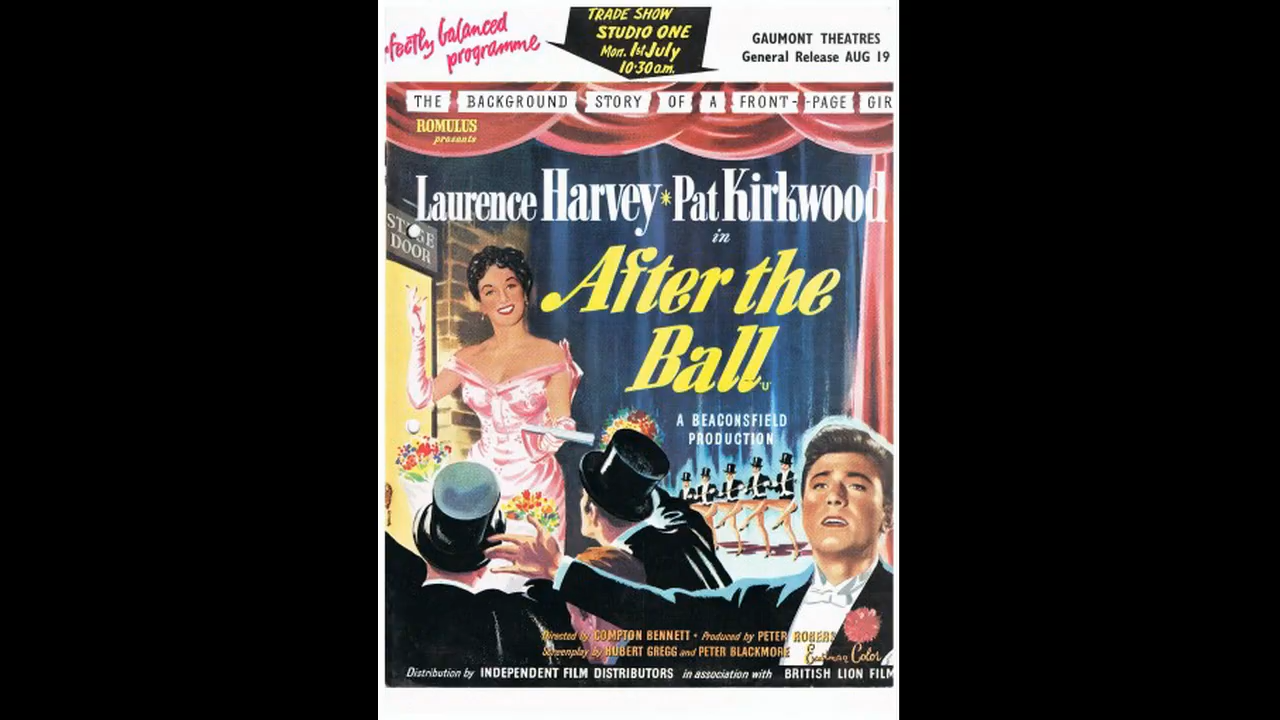 TRADE SHOW
STUDIO ONE
Mon. 1st July
10·30 a.m.
fectly balanced
programme
GAUMONT THEATRES
General Release AUG 19
THE BACKGROUND STORY OF A FRONT--PAGE GIR
ROMULUS
presents
Laurence Harvey * Pat Kirkwood
in
STAGE
DOOR
After the
Ball
'U'
A BEACONSFIELD
PRODUCTION
Directed by COMPTON BENNETT · Produced by PETER ROGERS
Screenplay by HUBERT GREGG and PETER BLACKMORE
Eastman Color
Distribution by INDEPENDENT FILM DISTRIBUTORS in association with BRITISH LION FILM